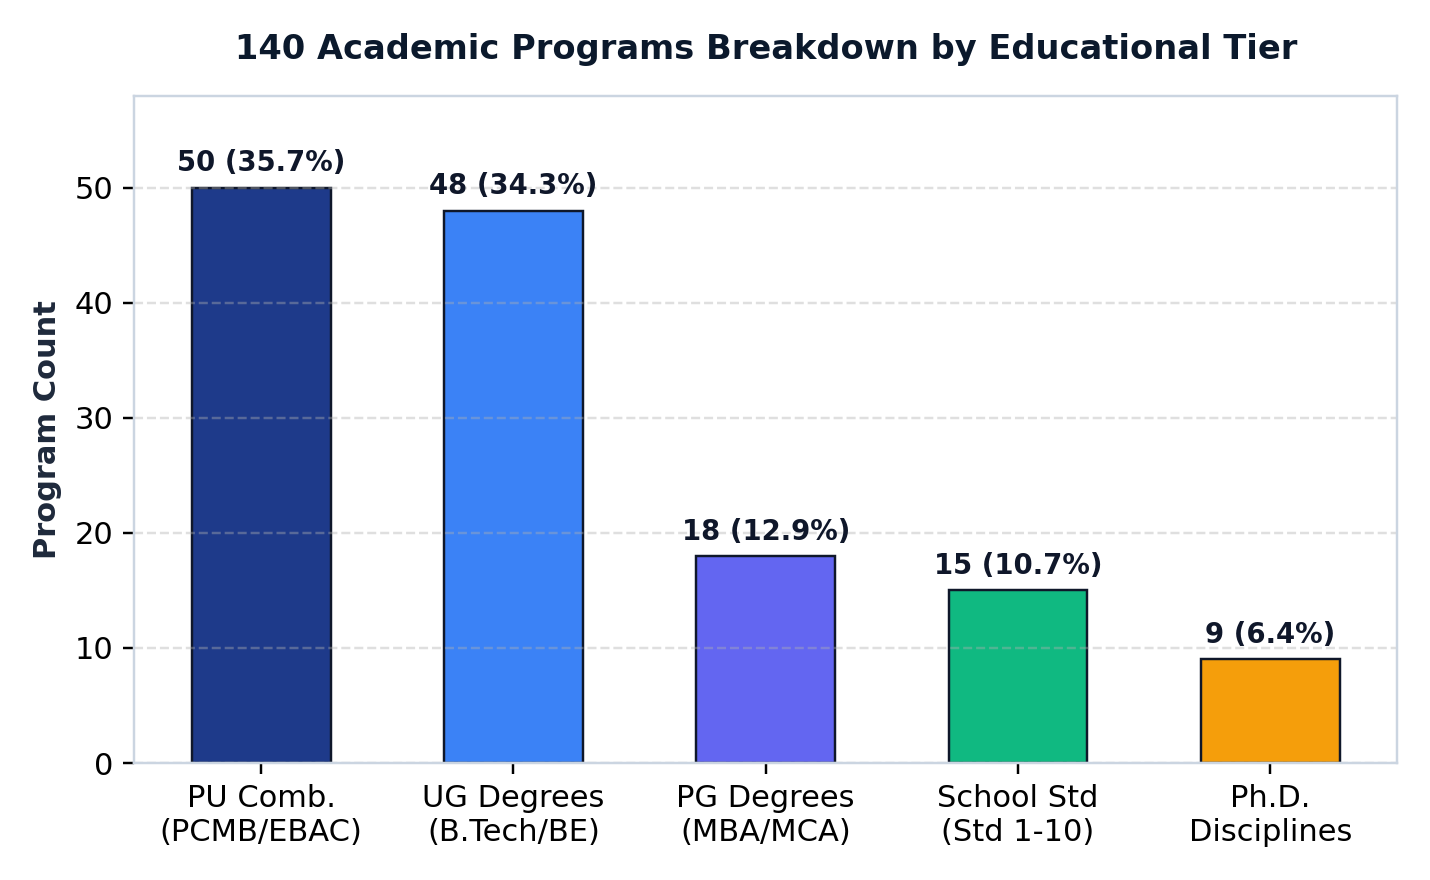 140 Academic Programs Breakdown by Educational Tier
Program Count
50
40
30
20
10
0
50 (35.7%)
48 (34.3%)
18 (12.9%)
15 (10.7%)
9 (6.4%)
PU Comb.
(PCMB/EBAC)
UG Degrees
(B.Tech/BE)
PG Degrees
(MBA/MCA)
School Std
(Std 1-10)
Ph.D.
Disciplines